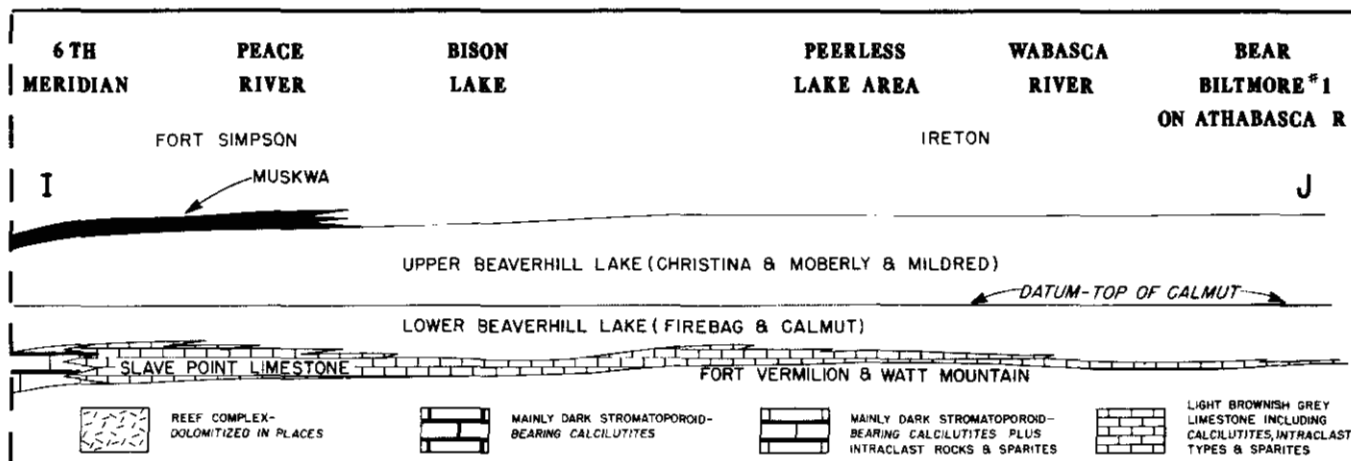 6TH PEACE BISON PEERLESS WABASCA BEAR
MERIDIAN RIVER LAKE LAKE AREA RIVER BILTMORE #1
ON ATHABASCA R
FORT SIMPSON IRETON
I MUSKWA J
UPPER BEAVERHILL LAKE (CHRISTINA & MOBERLY & MILDRED)
DATUM-TOP OF CALMUT
LOWER BEAVERHILL LAKE (FIREBAG & CALMUT)
SLAVE POINT LIMESTONE
FORT VERMILION & WATT MOUNTAIN
REEF COMPLEX-
DOLOMITIZED IN PLACES
MAINLY DARK STROMATOPOROID-
BEARING CALCILUTITES
MAINLY DARK STROMATOPOROID-
BEARING CALCILUTITES PLUS
INTRACLAST ROCKS & SPARITES
LIGHT BROWNISH GREY
LIMESTONE INCLUDING
CALCILUTITES, INTRACLAST
TYPES & SPARITES